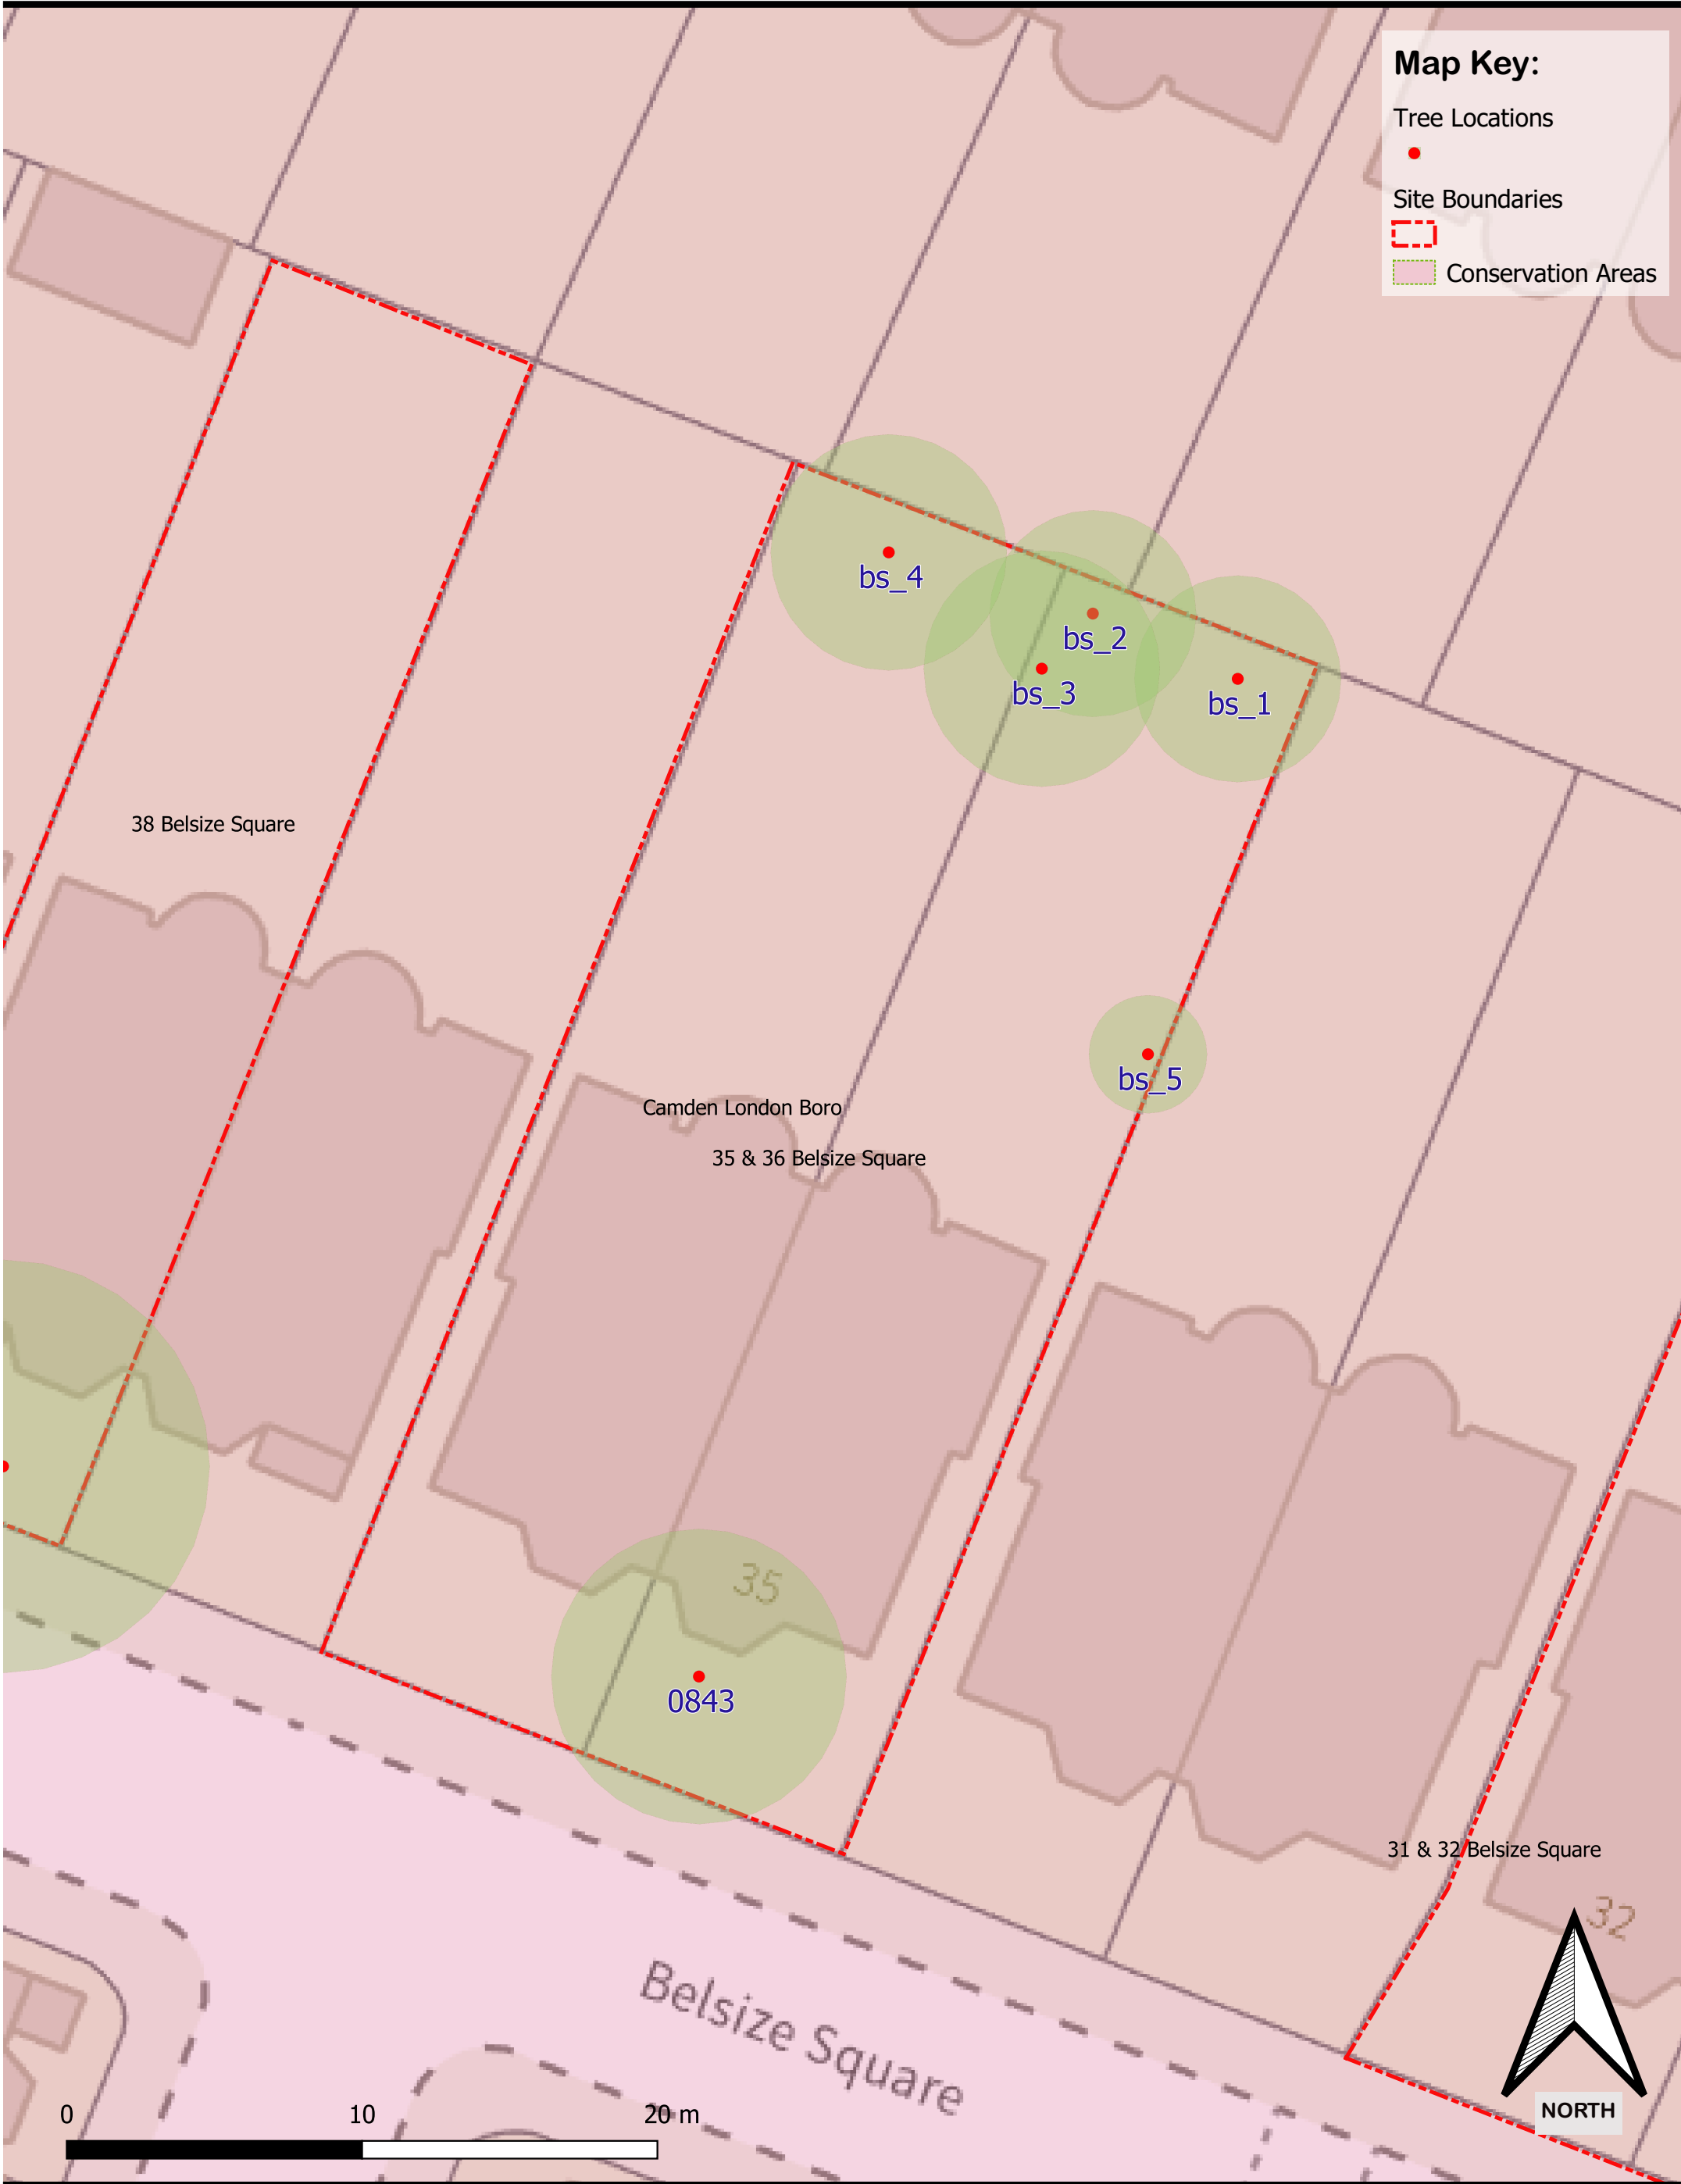 Map Key:
Tree Locations
Site Boundaries
Conservation Areas
bs_4
bs_2
bs_3
bs_1
38 Belsize Square
bs_5
Camden London Boro
35 & 36 Belsize Square
35
0843
31 & 32 Belsize Square
32
Belsize Square
NORTH
0 10 20 m